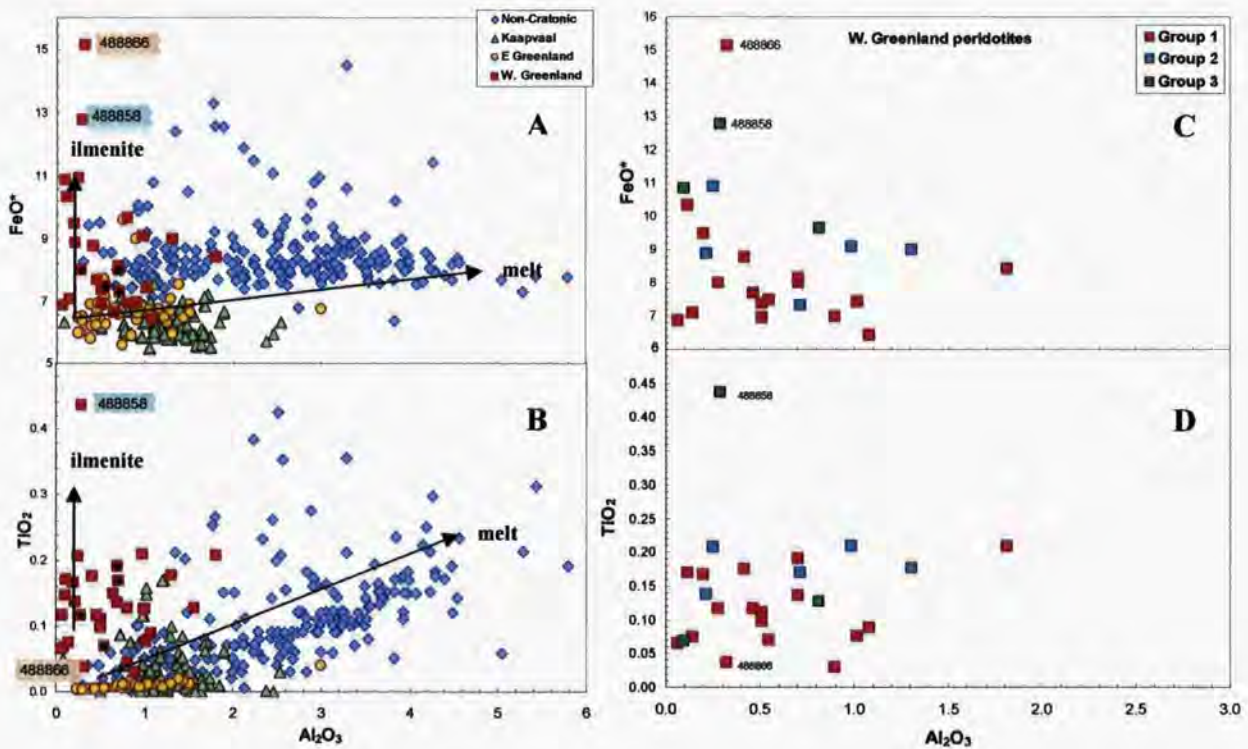 15
13
11
9
7
5
FeO*
488866
488858
ilmenite
melt
A
Non-Cratonic
Kaapvaal
E Greenland
W. Greenland
0.4
0.3
0.2
0.1
0.0
TiO₂
488858
ilmenite
melt
B
488866
0
1
2
3
4
5
6
Al₂O₃
16
15
14
13
12
11
10
9
8
7
6
FeO*
W. Greenland peridotites
488866
488858
Group 1
Group 2
Group 3
C
0.45
0.40
0.35
0.30
0.25
0.20
0.15
0.10
0.05
0.00
TiO₂
488858
488866
D
0.0
0.5
1.0
1.5
2.0
2.5
3.0
Al₂O₃